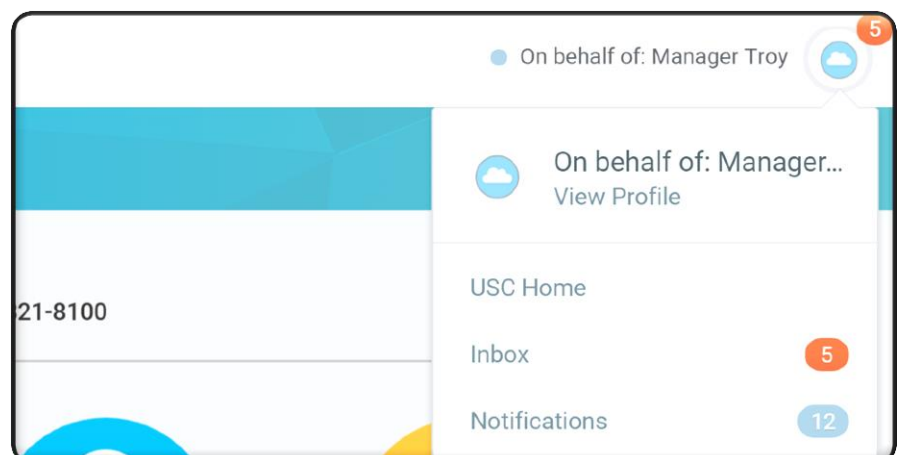 5
On behalf of: Manager Troy
On behalf of: Manager...
View Profile
USC Home
21-8100
Inbox 5
Notifications 12